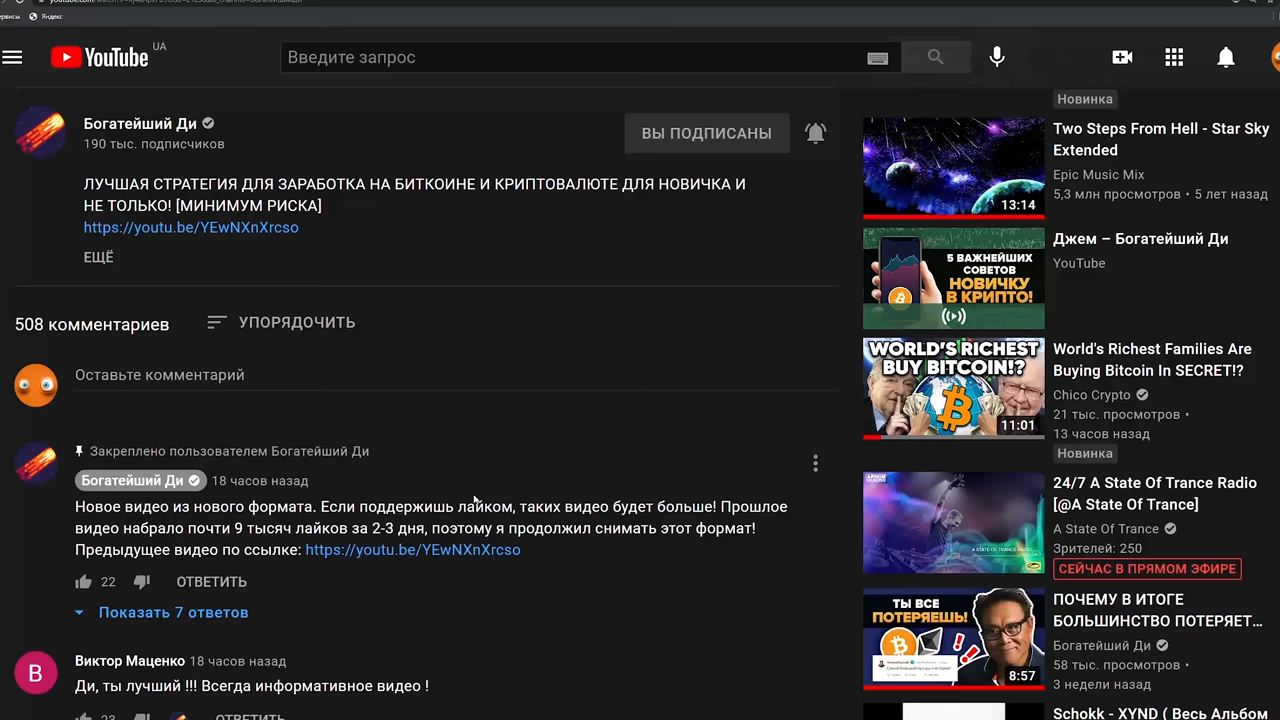 Яндекс
YouTube UA
Введите запрос
Богатейший Ди
190 тыс. подписчиков
ВЫ ПОДПИСАНЫ
ЛУЧШАЯ СТРАТЕГИЯ ДЛЯ ЗАРАБОТКА НА БИТКОИНЕ И КРИПТОВАЛЮТЕ ДЛЯ НОВИЧКА И
НЕ ТОЛЬКО! [МИНИМУМ РИСКА]
https://youtu.be/YEwNXnXrcso
ЕЩЁ
508 комментариев
УПОРЯДОЧИТЬ
Оставьте комментарий
Закреплено пользователем Богатейший Ди
Богатейший Ди 18 часов назад
Новое видео из нового формата. Если поддержишь лайком, таких видео будет больше! Прошлое
видео набрало почти 9 тысяч лайков за 2-3 дня, поэтому я продолжил снимать этот формат!
Предыдущее видео по ссылке: https://youtu.be/YEwNXnXrcso
22 ОТВЕТИТЬ
Показать 7 ответов
В
Виктор Маценко 18 часов назад
Ди, ты лучший !!! Всегда информативное видео !
23 ОТВЕТИТЬ
Новинка
13:14
Two Steps From Hell - Star Sky
Extended
Epic Music Mix
5,3 млн просмотров • 5 лет назад
5 ВАЖНЕЙШИХ
СОВЕТОВ
НОВИЧКУ
В КРИПТО!
Джем – Богатейший Ди
YouTube
WORLD'S RICHEST
BUY BITCOIN!?
11:01
World's Richest Families Are
Buying Bitcoin In SECRET!?
Chico Crypto
21 тыс. просмотров •
13 часов назад
Новинка
A STATE OF TRANCE RADIO
24/7 A State Of Trance Radio
[@A State Of Trance]
A State Of Trance
Зрителей: 250
СЕЙЧАС В ПРЯМОМ ЭФИРЕ
ТЫ ВСЕ
ПОТЕРЯЕШЬ!
8:57
ПОЧЕМУ В ИТОГЕ
БОЛЬШИНСТВО ПОТЕРЯЕТ...
Богатейший Ди
58 тыс. просмотров •
3 недели назад
Schokk - XYND ( Весь Альбом